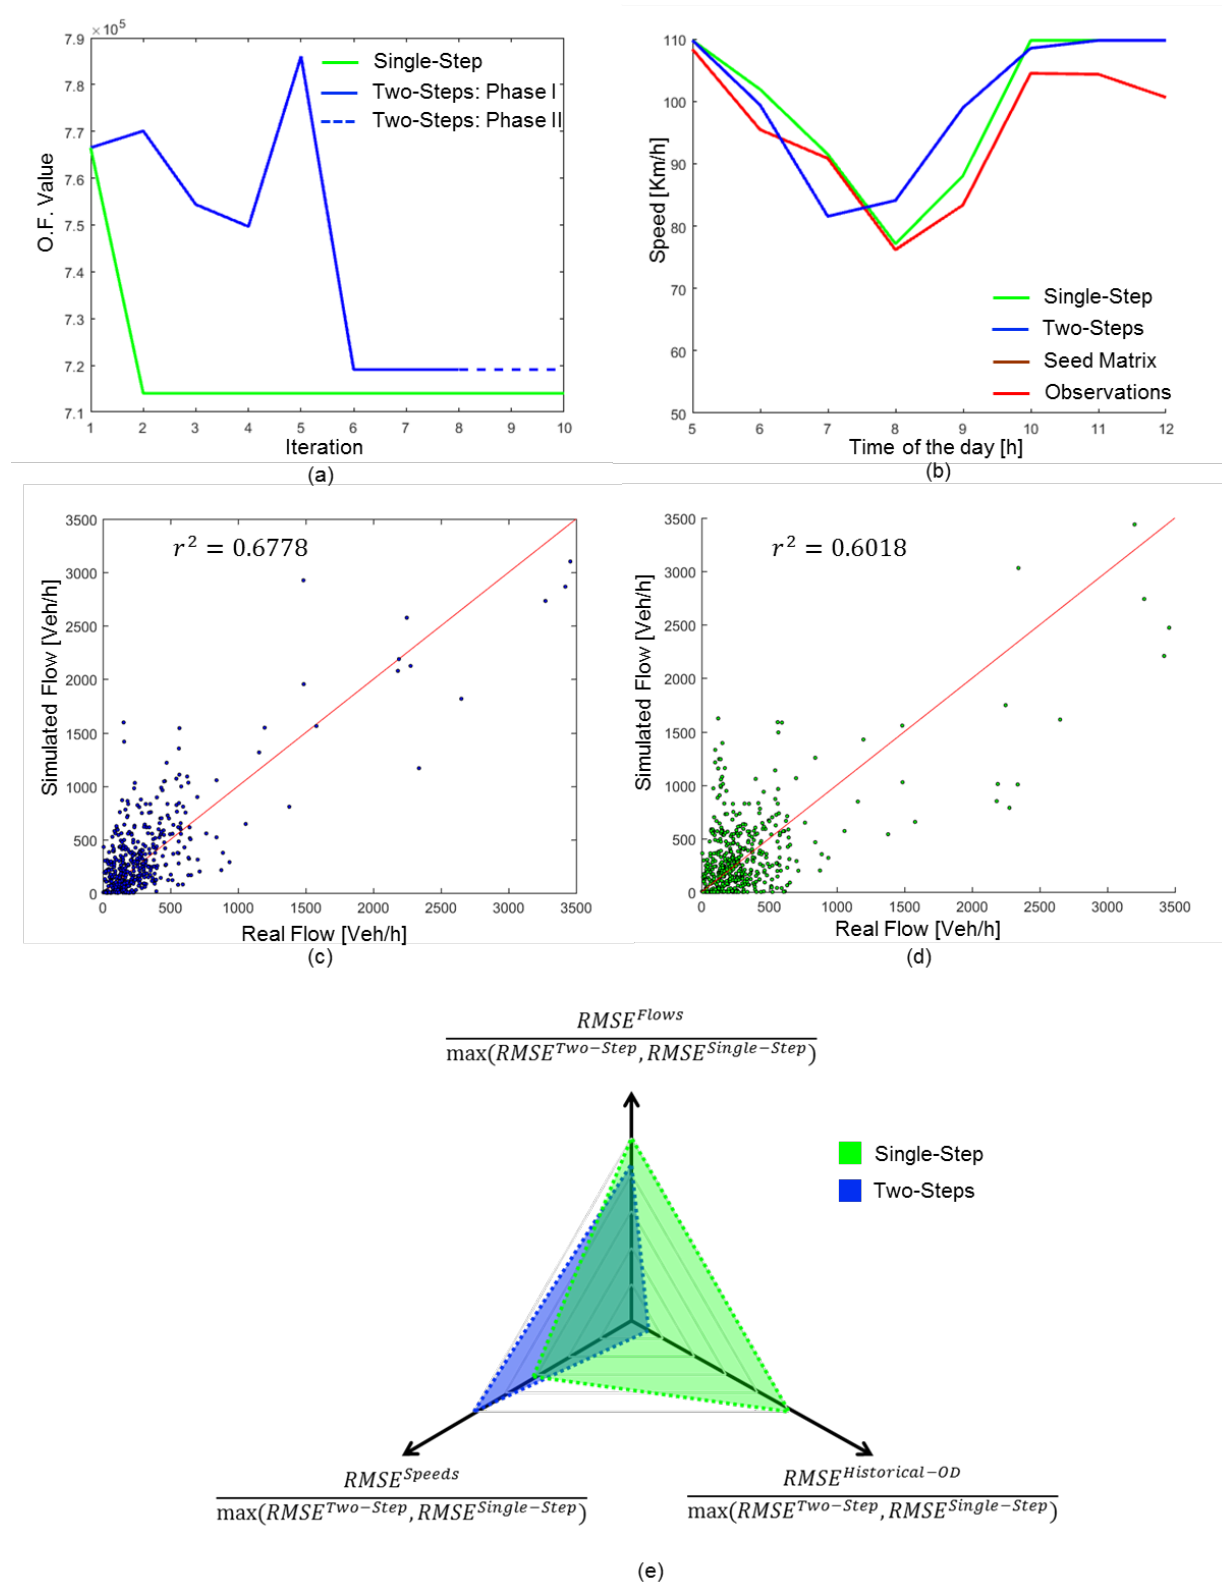 ×10⁵
7.9
7.8
7.7
7.6
7.5
7.4
7.3
7.2
7.1
O.F. Value
Single-Step
Two-Steps: Phase I
Two-Steps: Phase II
1 2 3 4 5 6 7 8 9 10
Iteration
(a)
110
100
90
80
70
60
50
Speed [Km/h]
Single-Step
Two-Steps
Seed Matrix
Observations
5 6 7 8 9 10 11 12
Time of the day [h]
(b)
r² = 0.6778
3500
3000
2500
2000
1500
1000
500
0
Simulated Flow [Veh/h]
0 500 1000 1500 2000 2500 3000 3500
Real Flow [Veh/h]
(c)
r² = 0.6018
3500
3000
2500
2000
1500
1000
500
0
Simulated Flow [Veh/h]
0 500 1000 1500 2000 2500 3000 3500
Real Flow [Veh/h]
(d)
RMSE^Flows
max(RMSE^Two−Step, RMSE^Single−Step)
Single-Step
Two-Steps
RMSE^Speeds
max(RMSE^Two−Step, RMSE^Single−Step)
RMSE^Historical−OD
max(RMSE^Two−Step, RMSE^Single−Step)
(e)